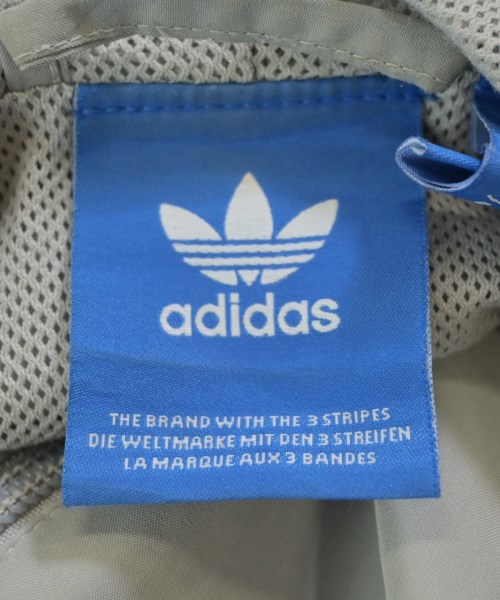 adidas
THE BRAND WITH THE 3 STRIPES
DIE WELTMARKE MIT DEN 3 STREIFEN
LA MARQUE AUX 3 BANDES